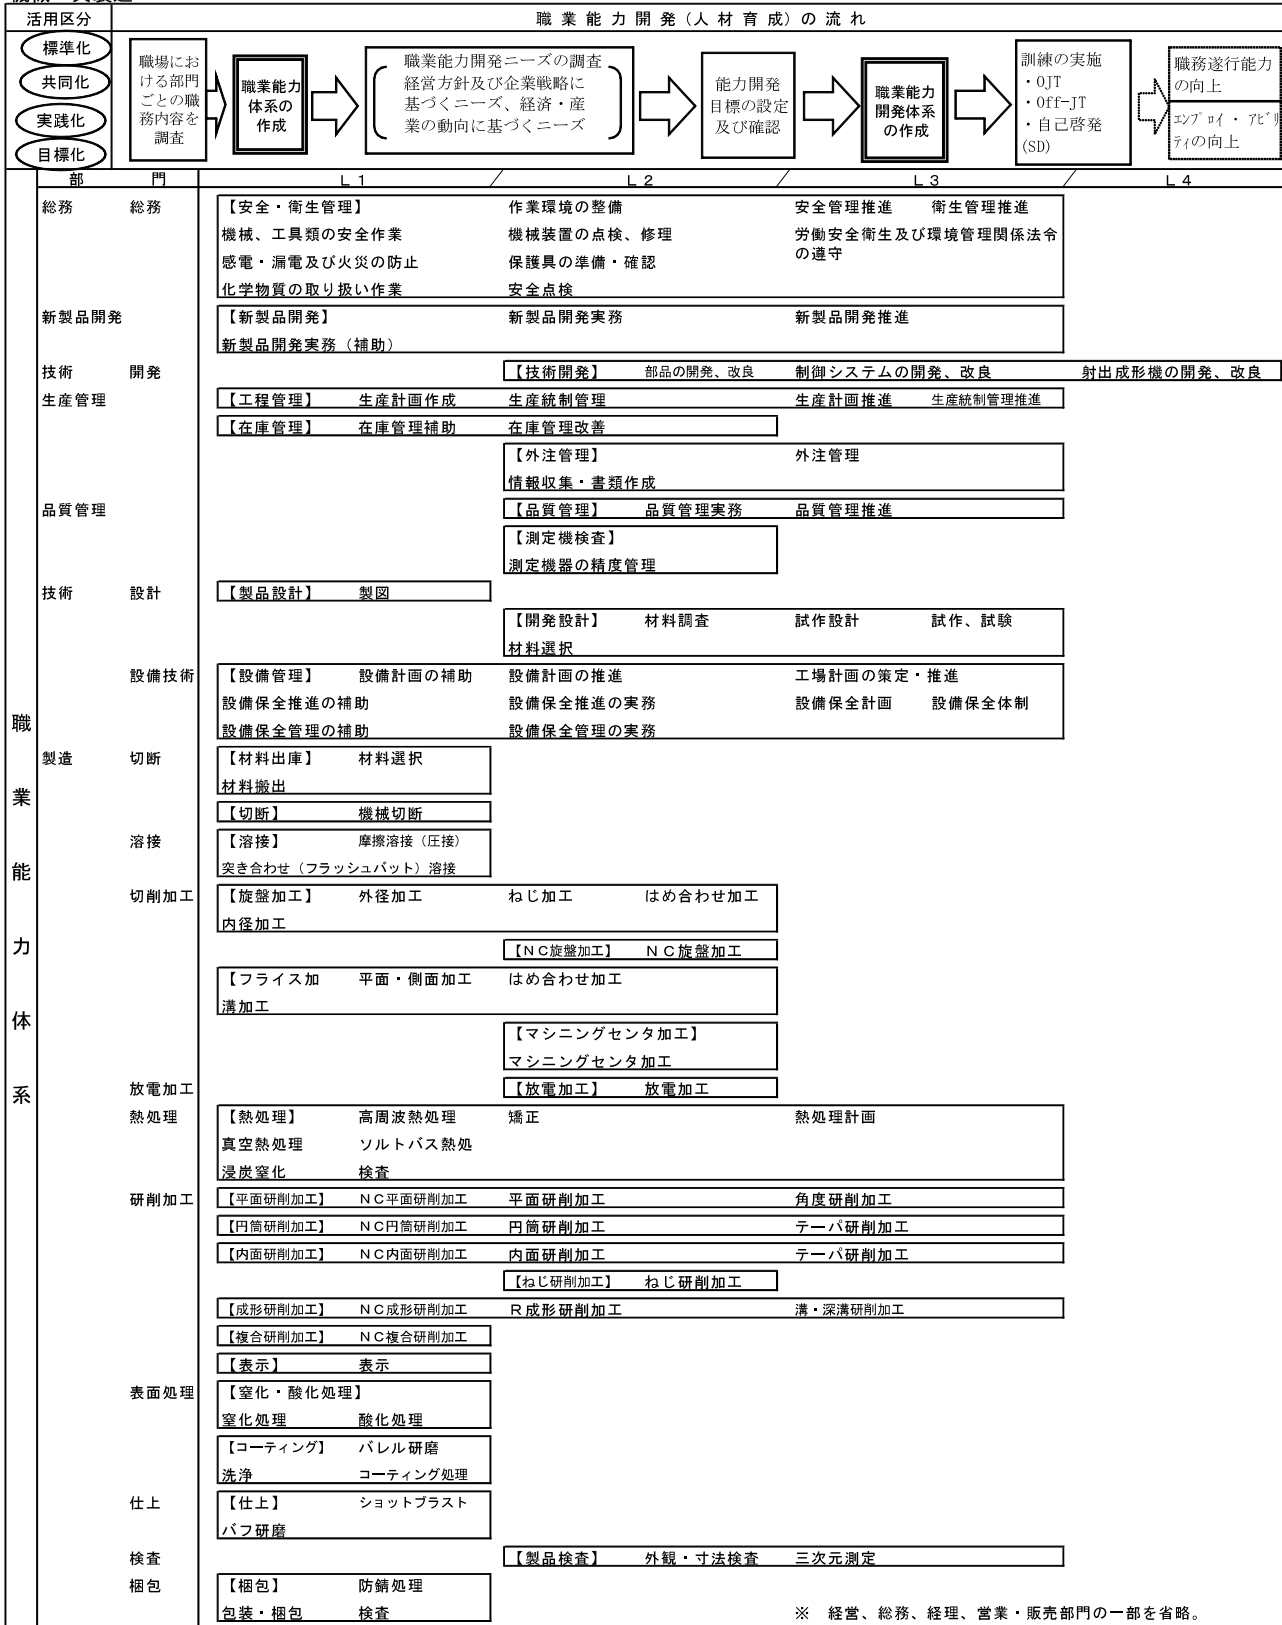 活用区分 職業能力開発(人材育成)の流れ
標準化
共同化
実践化
目標化
職場にお
ける部門
ごとの職
務内容を
調査
職業能力
体系の
作成
職業能力開発ニーズの調査
経営方針及び企業戦略に
基づくニーズ、経済・産
業の動向に基づくニーズ
能力開発
目標の設定
及び確認
職業能力
開発体系
の作成
訓練の実施
・OJT
・Off-JT
・自己啓発
(SD)
職務遂行能力
の向上
エンプロイ・アビリ
ティの向上
部 門 L1 L2 L3 L4
職業能力体系
総務 総務 【安全・衛生管理】 作業環境の整備 安全管理推進 衛生管理推進
機械、工具類の安全作業 機械装置の点検、修理 労働安全衛生及び環境管理関係法令
の遵守
感電・漏電及び火災の防止 保護具の準備・確認
化学物質の取り扱い作業 安全点検
新製品開発 【新製品開発】 新製品開発実務 新製品開発推進
新製品開発実務(補助)
技術 開発 【技術開発】 部品の開発、改良 制御システムの開発、改良 射出成形機の開発、改良
生産管理 【工程管理】 生産計画作成 生産統制管理 生産計画推進 生産統制管理推進
【在庫管理】 在庫管理補助 在庫管理改善
【外注管理】 外注管理
情報収集・書類作成
品質管理 【品質管理】 品質管理実務 品質管理推進
【測定機検査】
測定機器の精度管理
技術 設計 【製品設計】 製図
【開発設計】 材料調査 試作設計 試作、試験
材料選択
設備技術 【設備管理】 設備計画の補助 設備計画の推進 工場計画の策定・推進
設備保全推進の補助 設備保全推進の実務 設備保全計画 設備保全体制
設備保全管理の補助 設備保全管理の実務
製造 切断 【材料出庫】 材料選択
材料搬出
【切断】 機械切断
溶接 【溶接】 摩擦溶接(圧接)
突き合わせ(フラッシュバット)溶接
切削加工 【旋盤加工】 外径加工 ねじ加工 はめ合わせ加工
内径加工
【NC旋盤加工】 NC旋盤加工
【フライス加 平面・側面加工 はめ合わせ加工
溝加工
【マシニングセンタ加工】
マシニングセンタ加工
放電加工 【放電加工】 放電加工
熱処理 【熱処理】 高周波熱処理 矯正 熱処理計画
真空熱処理 ソルトバス熱処
浸炭窒化 検査
研削加工 【平面研削加工】 NC平面研削加工 平面研削加工 角度研削加工
【円筒研削加工】 NC円筒研削加工 円筒研削加工 テーパ研削加工
【内面研削加工】 NC内面研削加工 内面研削加工 テーパ研削加工
【ねじ研削加工】 ねじ研削加工
【成形研削加工】 NC成形研削加工 R成形研削加工 溝・深溝研削加工
【複合研削加工】 NC複合研削加工
【表示】 表示
表面処理 【窒化・酸化処理】
窒化処理 酸化処理
【コーティング】 バレル研磨
洗浄 コーティング処理
仕上 【仕上】 ショットブラスト
バフ研磨
検査 【製品検査】 外観・寸法検査 三次元測定
梱包 【梱包】 防錆処理
包装・梱包 検査
※ 経営、総務、経理、営業・販売部門の一部を省略。